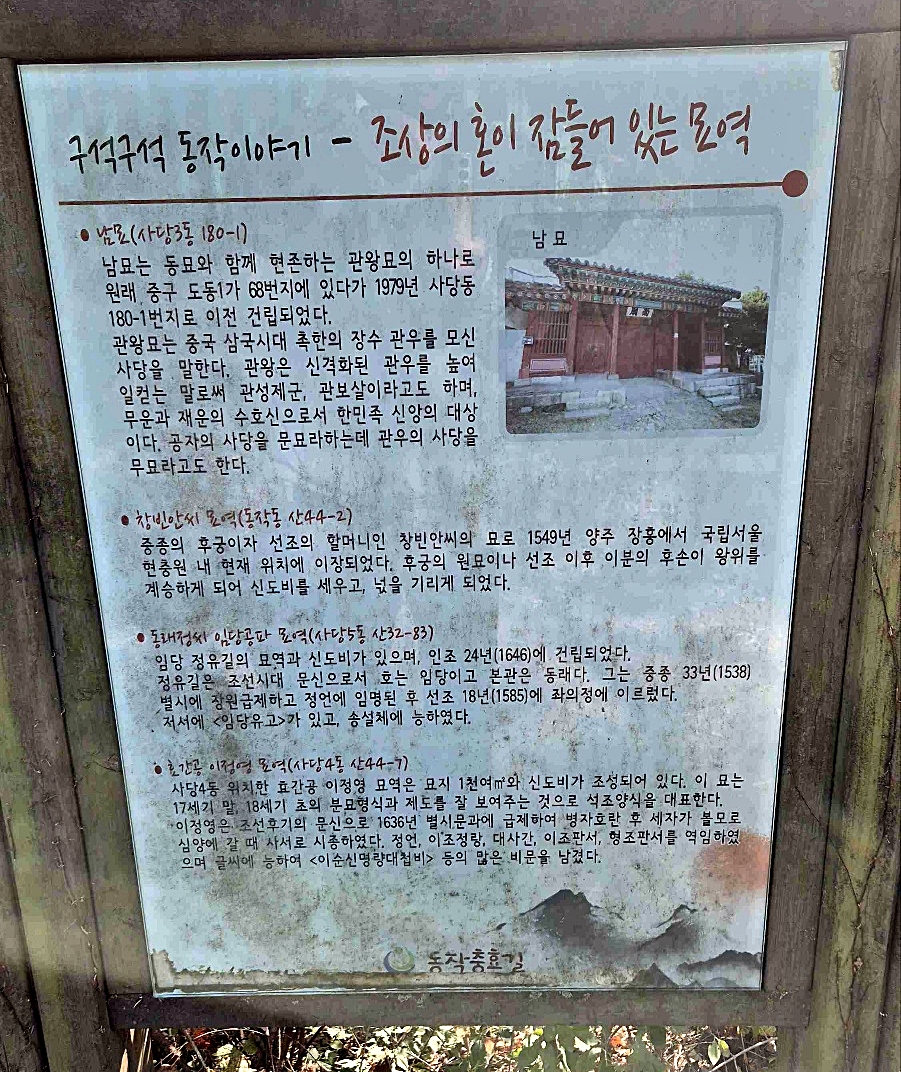 구석구석 동작이야기 - 조상의 혼이 잠들어 있는 묘역
• 남묘(사당3동 180-1)
남묘는 동묘와 함께 현존하는 관왕묘의 하나로
원래 중구 도동1가 68번지에 있다가 1979년 사당동
180-1번지로 이전 건립되었다.
관왕묘는 중국 삼국시대 촉한의 장수 관우를 모신
사당을 말한다. 관왕은 신격화된 관우를 높여
일컫는 말로써 관성제군, 관보살이라고도 하며,
무운과 재운의 수호신으로서 한민족 신앙의 대상
이다. 공자의 사당을 문묘라하는데 관우의 사당을
무묘라고도 한다.
남묘
• 창빈안씨 묘역(동작동 산44-2)
중종의 후궁이자 선조의 할머니인 창빈안씨의 묘로 1549년 양주 장흥에서 국립서울
현충원 내 현재 위치에 이장되었다. 후궁의 원묘이나 선조 이후 이분의 후손이 왕위를
계승하게 되어 신도비를 세우고, 넋을 기리게 되었다.
• 동래정씨 임당공파 묘역(사당5동 산32-83)
임당 정유길의 묘역과 신도비가 있으며, 인조 24년(1646)에 건립되었다.
정유길은 조선시대 문신으로서 호는 임당이고 본관은 동래다. 그는 중종 33년(1538)
별시에 장원급제하고 정언에 임명된 후 선조 18년(1585)에 좌의정에 이르렀다.
저서에 <임당유고>가 있고, 송설체에 능하였다.
• 효간공 이정영 묘역(사당4동 산44-7)
사당4동 위치한 효간공 이정영 묘역은 묘지 1천여㎡와 신도비가 조성되어 있다. 이 묘는
17세기 말, 18세기 초의 분묘형식과 제도를 잘 보여주는 것으로 석조양식을 대표한다.
이정영은 조선후기의 문신으로 1636년 별시문과에 급제하여 병자호란 후 세자가 볼모로
심양에 갈 때 사서로 시종하였다. 정언, 이조정랑, 대사간, 이조판서, 형조판서를 역임하였
으며 글씨에 능하여 <이순신명량대첩비> 등의 많은 비문을 남겼다.
동작충효길